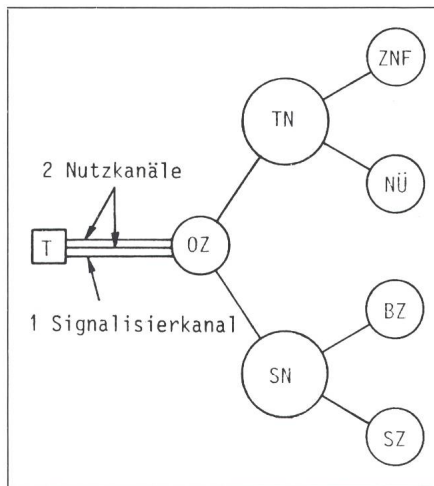 ZNF
TN
2 Nutzkanäle
NÜ
T
OZ
1 Signalisierkanal
BZ
SN
SZ